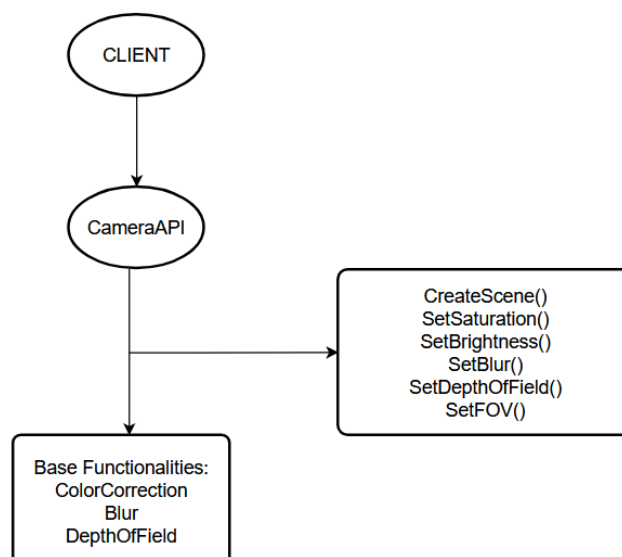 CLIENT
CameraAPI
CreateScene()
SetSaturation()
SetBrightness()
SetBlur()
SetDepthOfField()
SetFOV()
Base Functionalities:
ColorCorrection
Blur
DepthOfField